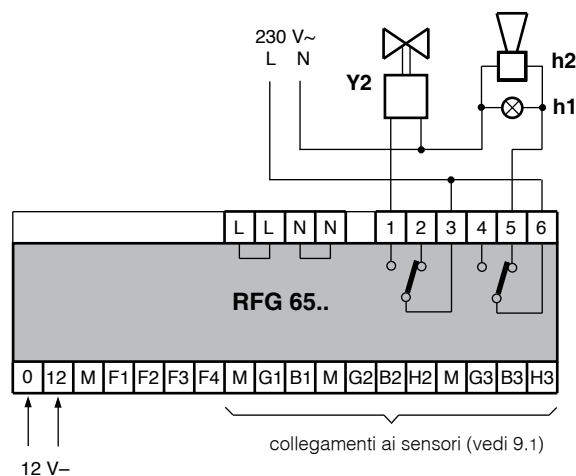 230 V~
L N
Y2
h2
h1
L L N N 1 2 3 4 5 6
RFG 65..
0 12 M F1 F2 F3 F4 M G1 B1 M G2 B2 H2 M G3 B3 H3
collegamenti ai sensori (vedi 9.1)
12 V–